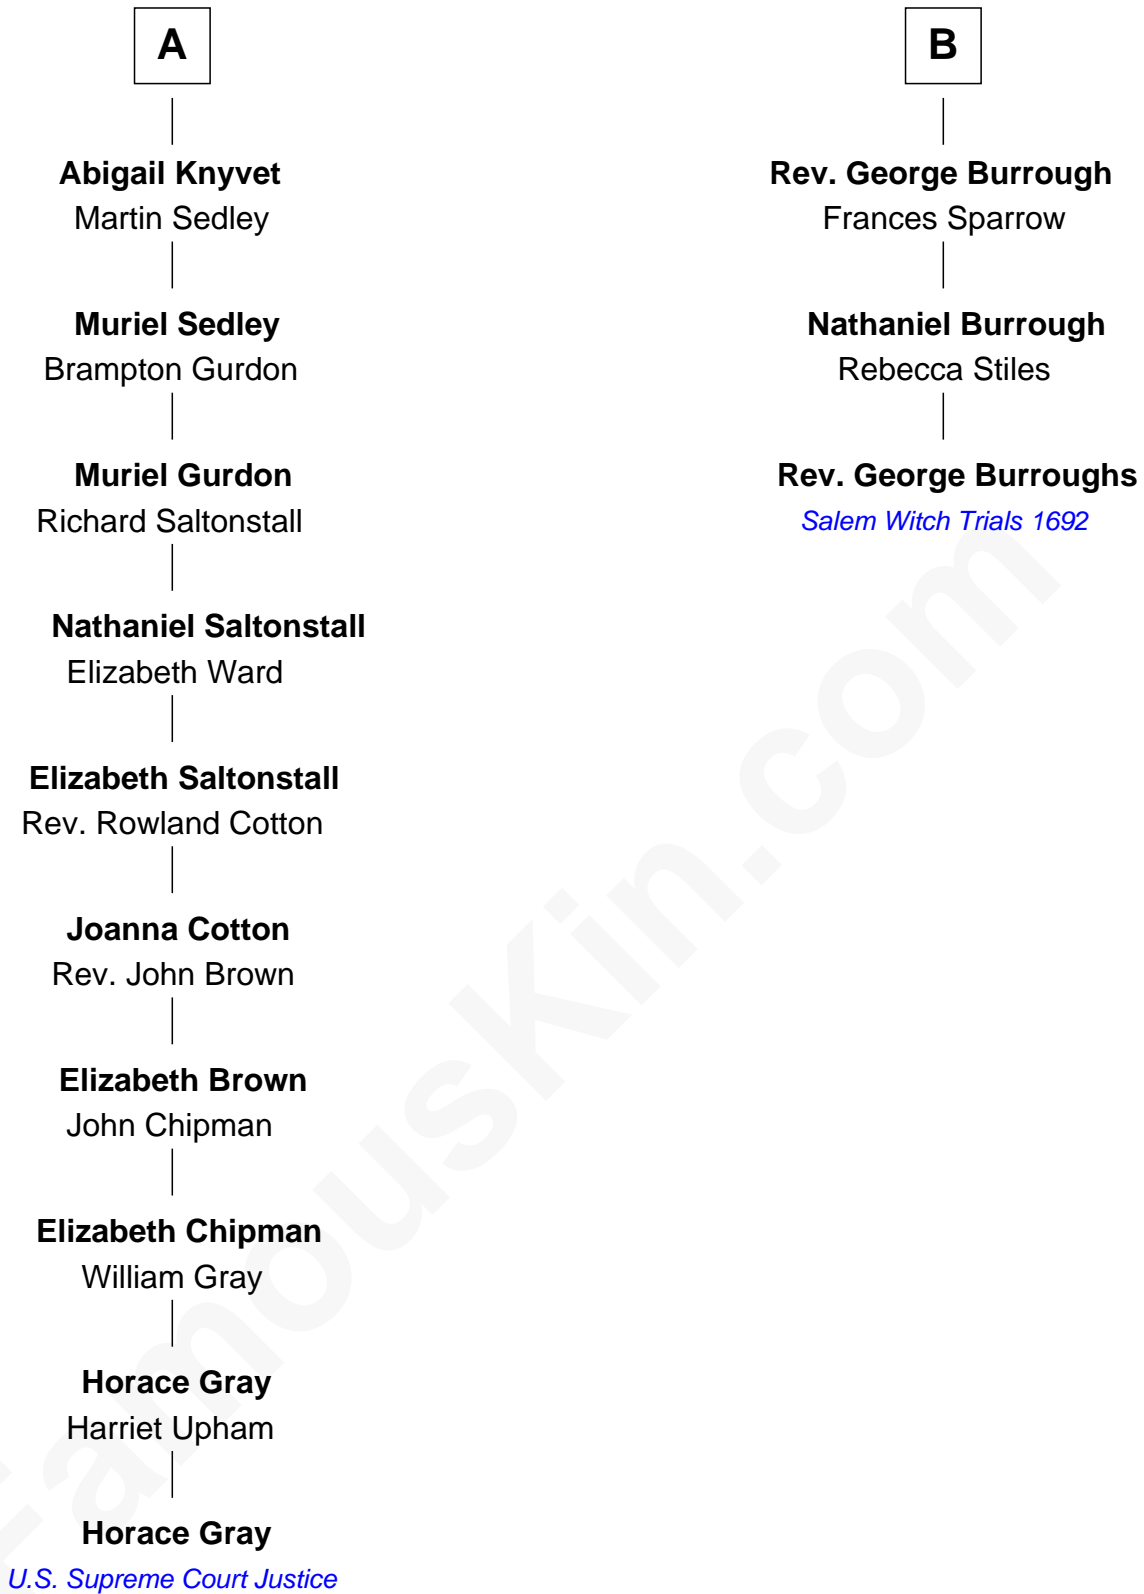 A
Abigail Knyvet
Martin Sedley
Muriel Sedley
Brampton Gurdon
Muriel Gurdon
Richard Saltonstall
Nathaniel Saltonstall
Elizabeth Ward
Elizabeth Saltonstall
Rev. Rowland Cotton
Joanna Cotton
Rev. John Brown
Elizabeth Brown
John Chipman
Elizabeth Chipman
William Gray
Horace Gray
Harriet Upham
Horace Gray
U.S. Supreme Court Justice
B
Rev. George Burrough
Frances Sparrow
Nathaniel Burrough
Rebecca Stiles
Rev. George Burroughs
Salem Witch Trials 1692
FamousKin.com